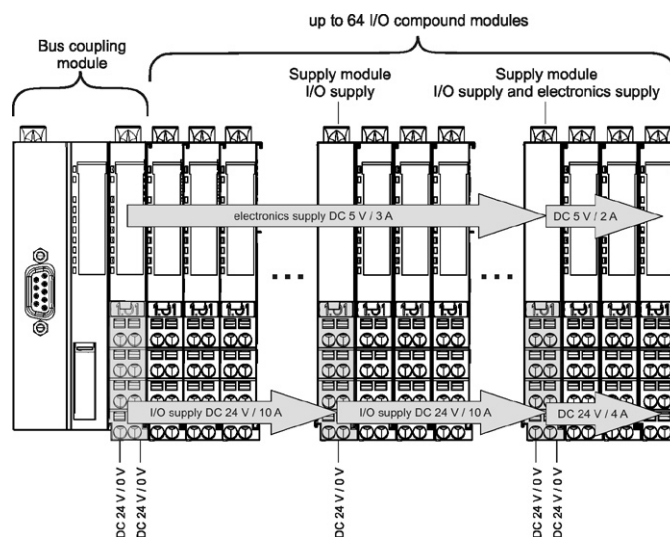 up to 64 I/O compound modules
Bus coupling
module
Supply module
I/O supply
Supply module
I/O supply and electronics supply
electronics supply DC 5 V / 3 A
DC 5 V / 2 A
I/O supply DC 24 V / 10 A
I/O supply DC 24 V / 10 A
DC 24 V / 4 A
DC 24 V / 0 V
DC 24 V / 0 V
DC 24 V / 0 V
DC 24 V / 0 V
DC 24 V / 0 V